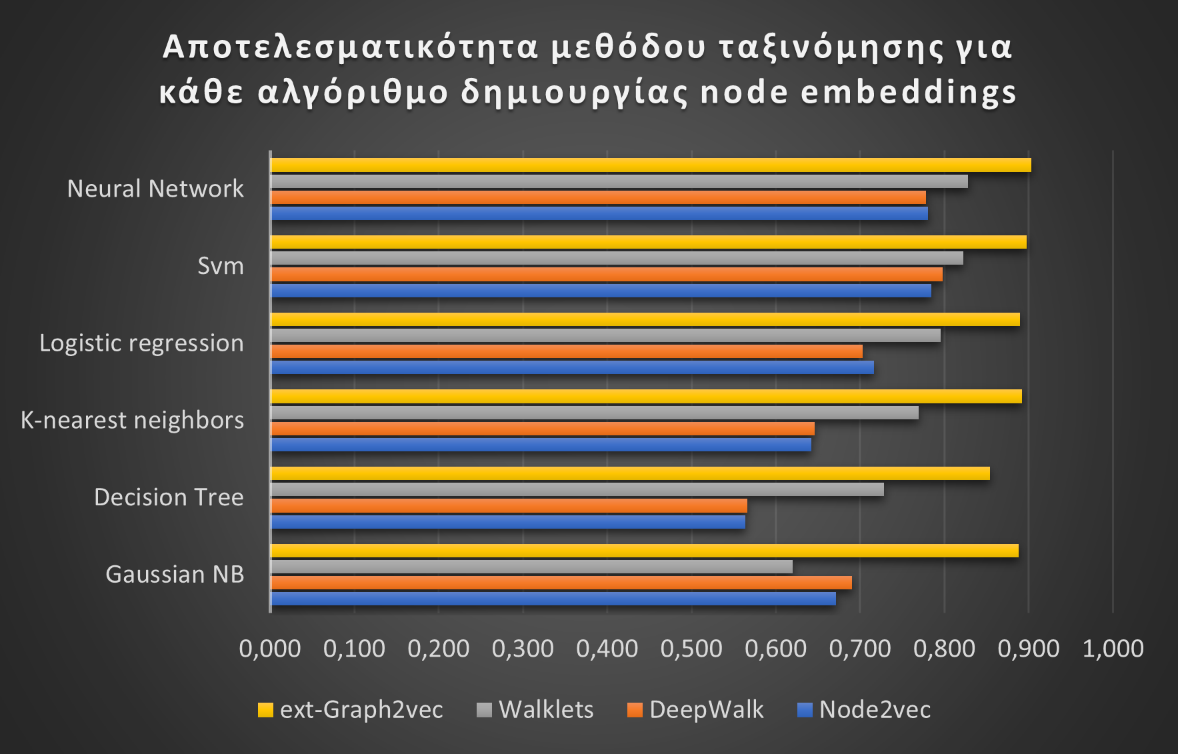 Αποτελεσματικότητα μεθόδου ταξινόμησης για
κάθε αλγόριθμο δημιουργίας node embeddings
Neural Network
Svm
Logistic regression
K-nearest neighbors
Decision Tree
Gaussian NB
0,000 0,100 0,200 0,300 0,400 0,500 0,600 0,700 0,800 0,900 1,000
ext-Graph2vec Walklets DeepWalk Node2vec